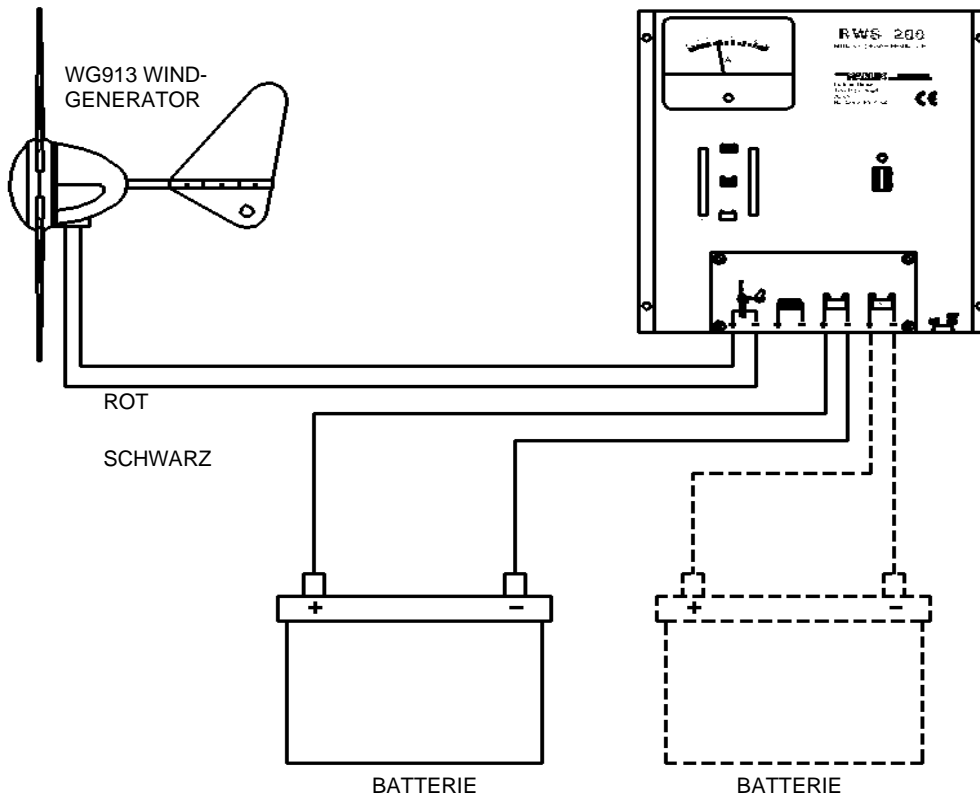 WG913 WIND-
GENERATOR
RWS 200
A
CE
+ - + - + - + -
ROT
SCHWARZ
+ -
+ -
BATTERIE
BATTERIE